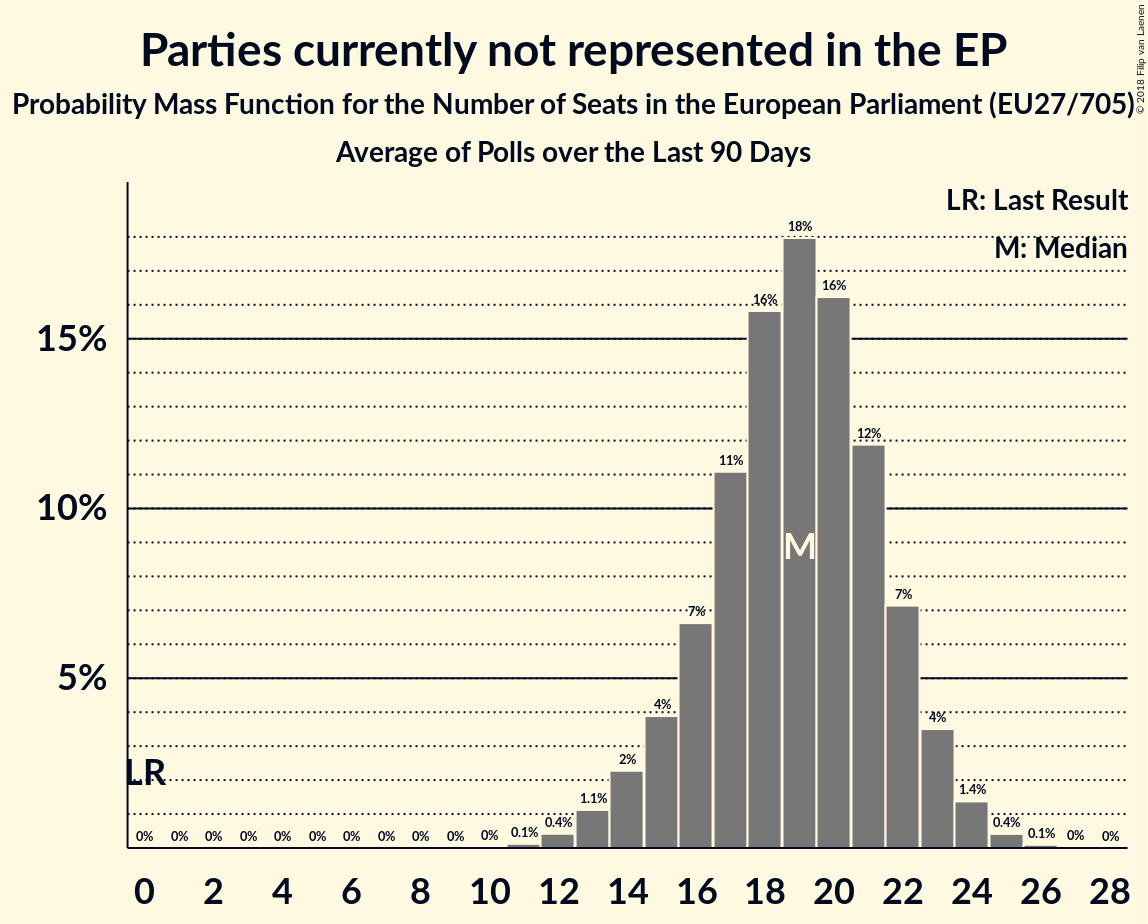 Parties currently not represented in the EP
Probability Mass Function for the Number of Seats in the European Parliament (EU27/705)
Average of Polls over the Last 90 Days
© 2018 Filip van Laenen
LR: Last Result
M: Median
15%
10%
5%
LR
M
0% 0% 0% 0% 0% 0% 0% 0% 0% 0% 0% 0.1% 0.4% 1.1% 2% 4% 7% 11% 16% 18% 16% 12% 7% 4% 1.4% 0.4% 0.1% 0% 0%
0 2 4 6 8 10 12 14 16 18 20 22 24 26 28